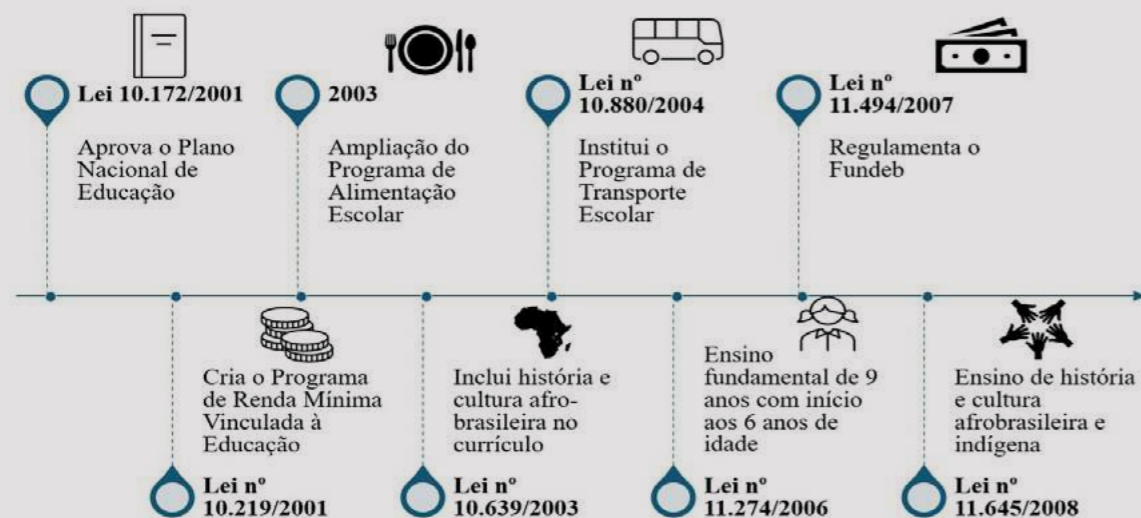 Lei 10.172/2001
Aprova o Plano
Nacional de
Educação
2003
Ampliação do
Programa de
Alimentação
Escolar
Lei nº
10.880/2004
Institui o
Programa de
Transporte
Escolar
Lei nº
11.494/2007
Regulamenta o
Fundeb
Cria o Programa
de Renda Mínima
Vinculada à
Educação
Lei nº
10.219/2001
Inclui história e
cultura afro-
brasileira no
currículo
Lei nº
10.639/2003
Ensino
fundamental de 9
anos com início
aos 6 anos de
idade
Lei nº
11.274/2006
Ensino de história
e cultura
afrobrasileira e
indígena
Lei nº
11.645/2008